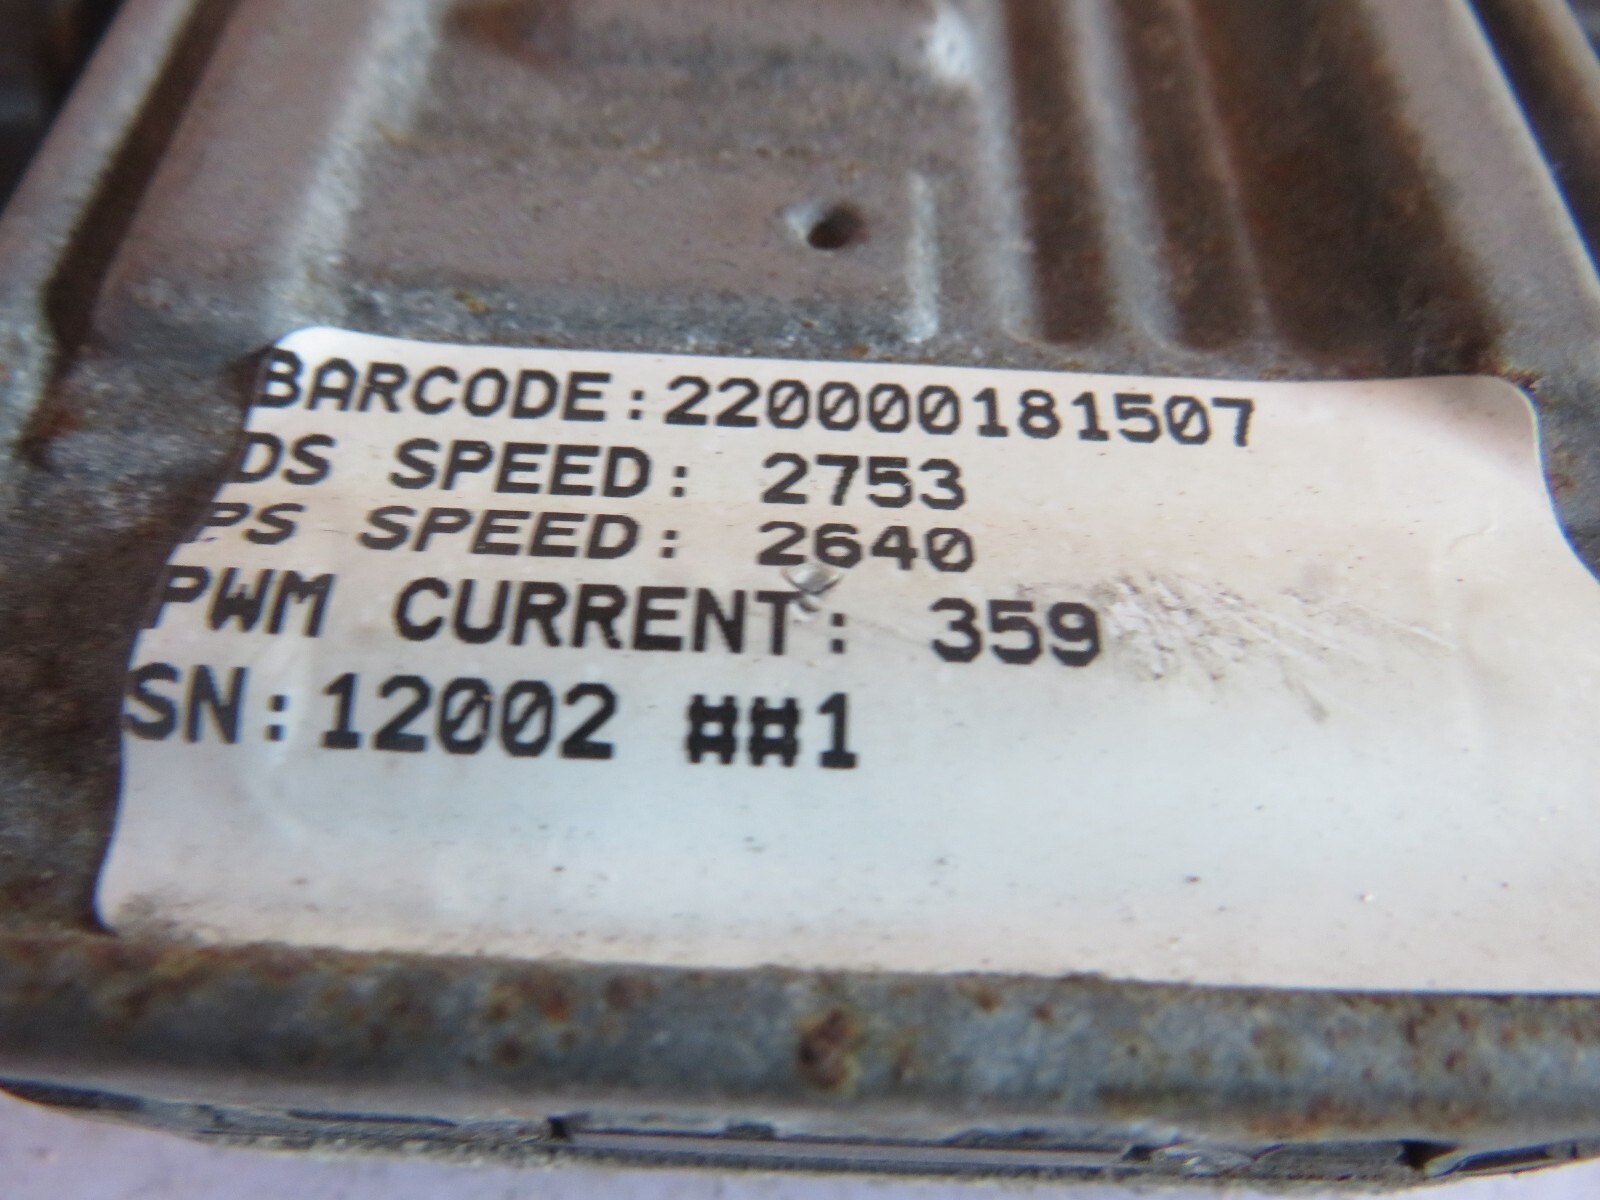 BARCODE:220000181507
DS SPEED: 2753
PS SPEED: 2640
PWM CURRENT: 359
SN:12002 ##1